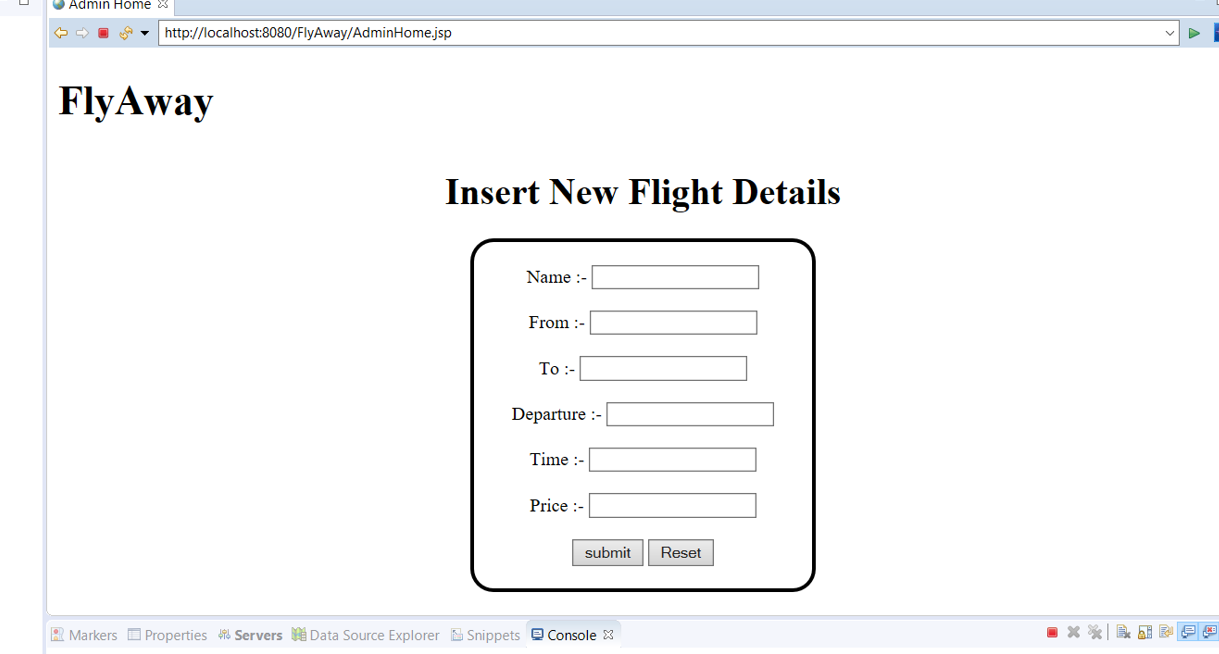 Admin Home
http://localhost:8080/FlyAway/AdminHome.jsp
FlyAway
Insert New Flight Details
Name :-
From :-
To :-
Departure :-
Time :-
Price :-
submit Reset
Markers Properties Servers Data Source Explorer Snippets Console